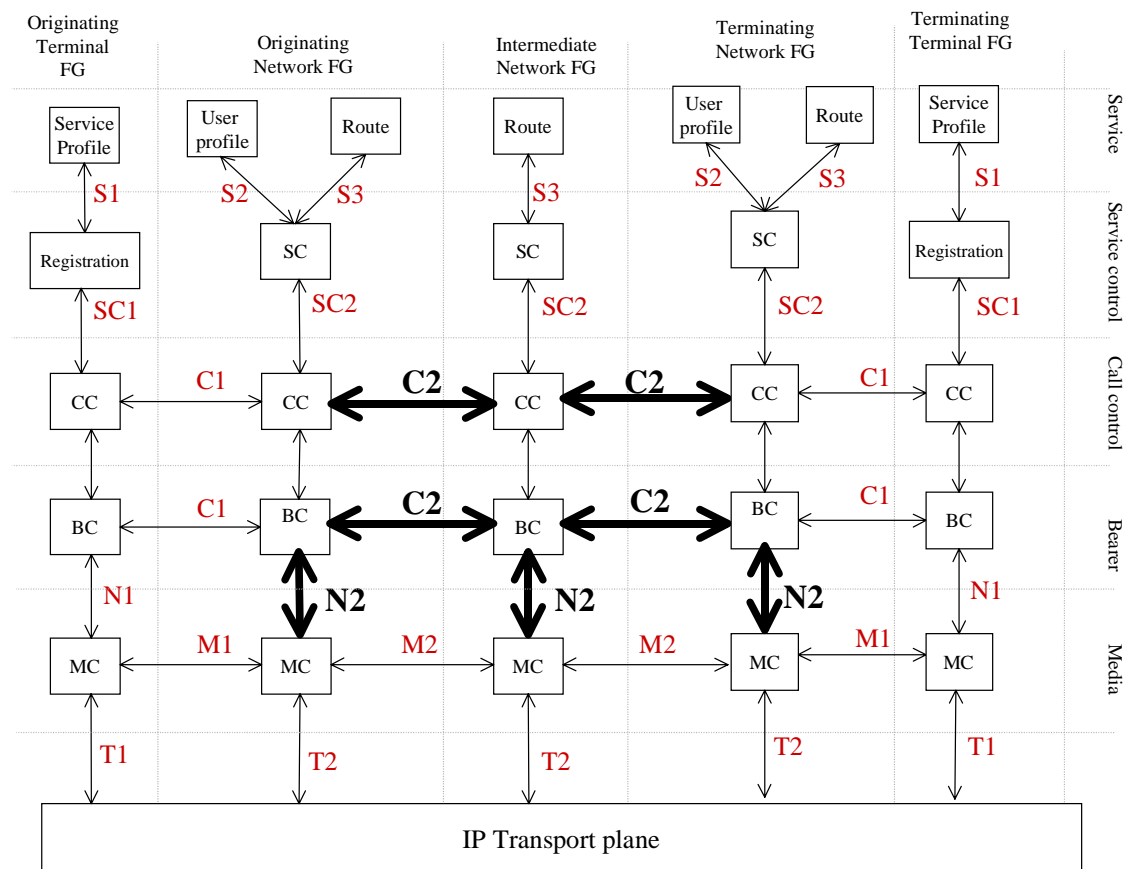 Originating
Terminal
FG
Originating
Network FG
Intermediate
Network FG
Terminating
Network FG
Terminating
Terminal FG
Service
Profile
User
profile
Route
Route
User
profile
Route
Service
Profile
Service
S1
S2
S3
S3
S2
S3
S1
Registration
SC
SC
SC
Registration
Service control
SC1
SC2
SC2
SC2
SC1
C1
C2
C2
C1
CC
CC
CC
CC
CC
Call control
C1
C2
C2
C1
BC
BC
BC
BC
BC
Bearer
N1
N2
N2
N2
N1
M1
M2
M2
M1
MC
MC
MC
MC
MC
Media
T1
T2
T2
T2
T1
IP Transport plane